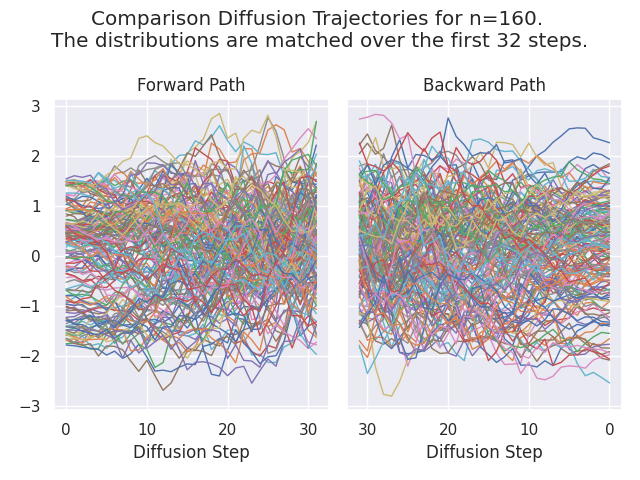 Comparison Diffusion Trajectories for n=160.
The distributions are matched over the first 32 steps.
Forward Path
Backward Path
3
2
1
0
−1
−2
−3
0 10 20 30
30 20 10 0
Diffusion Step
Diffusion Step